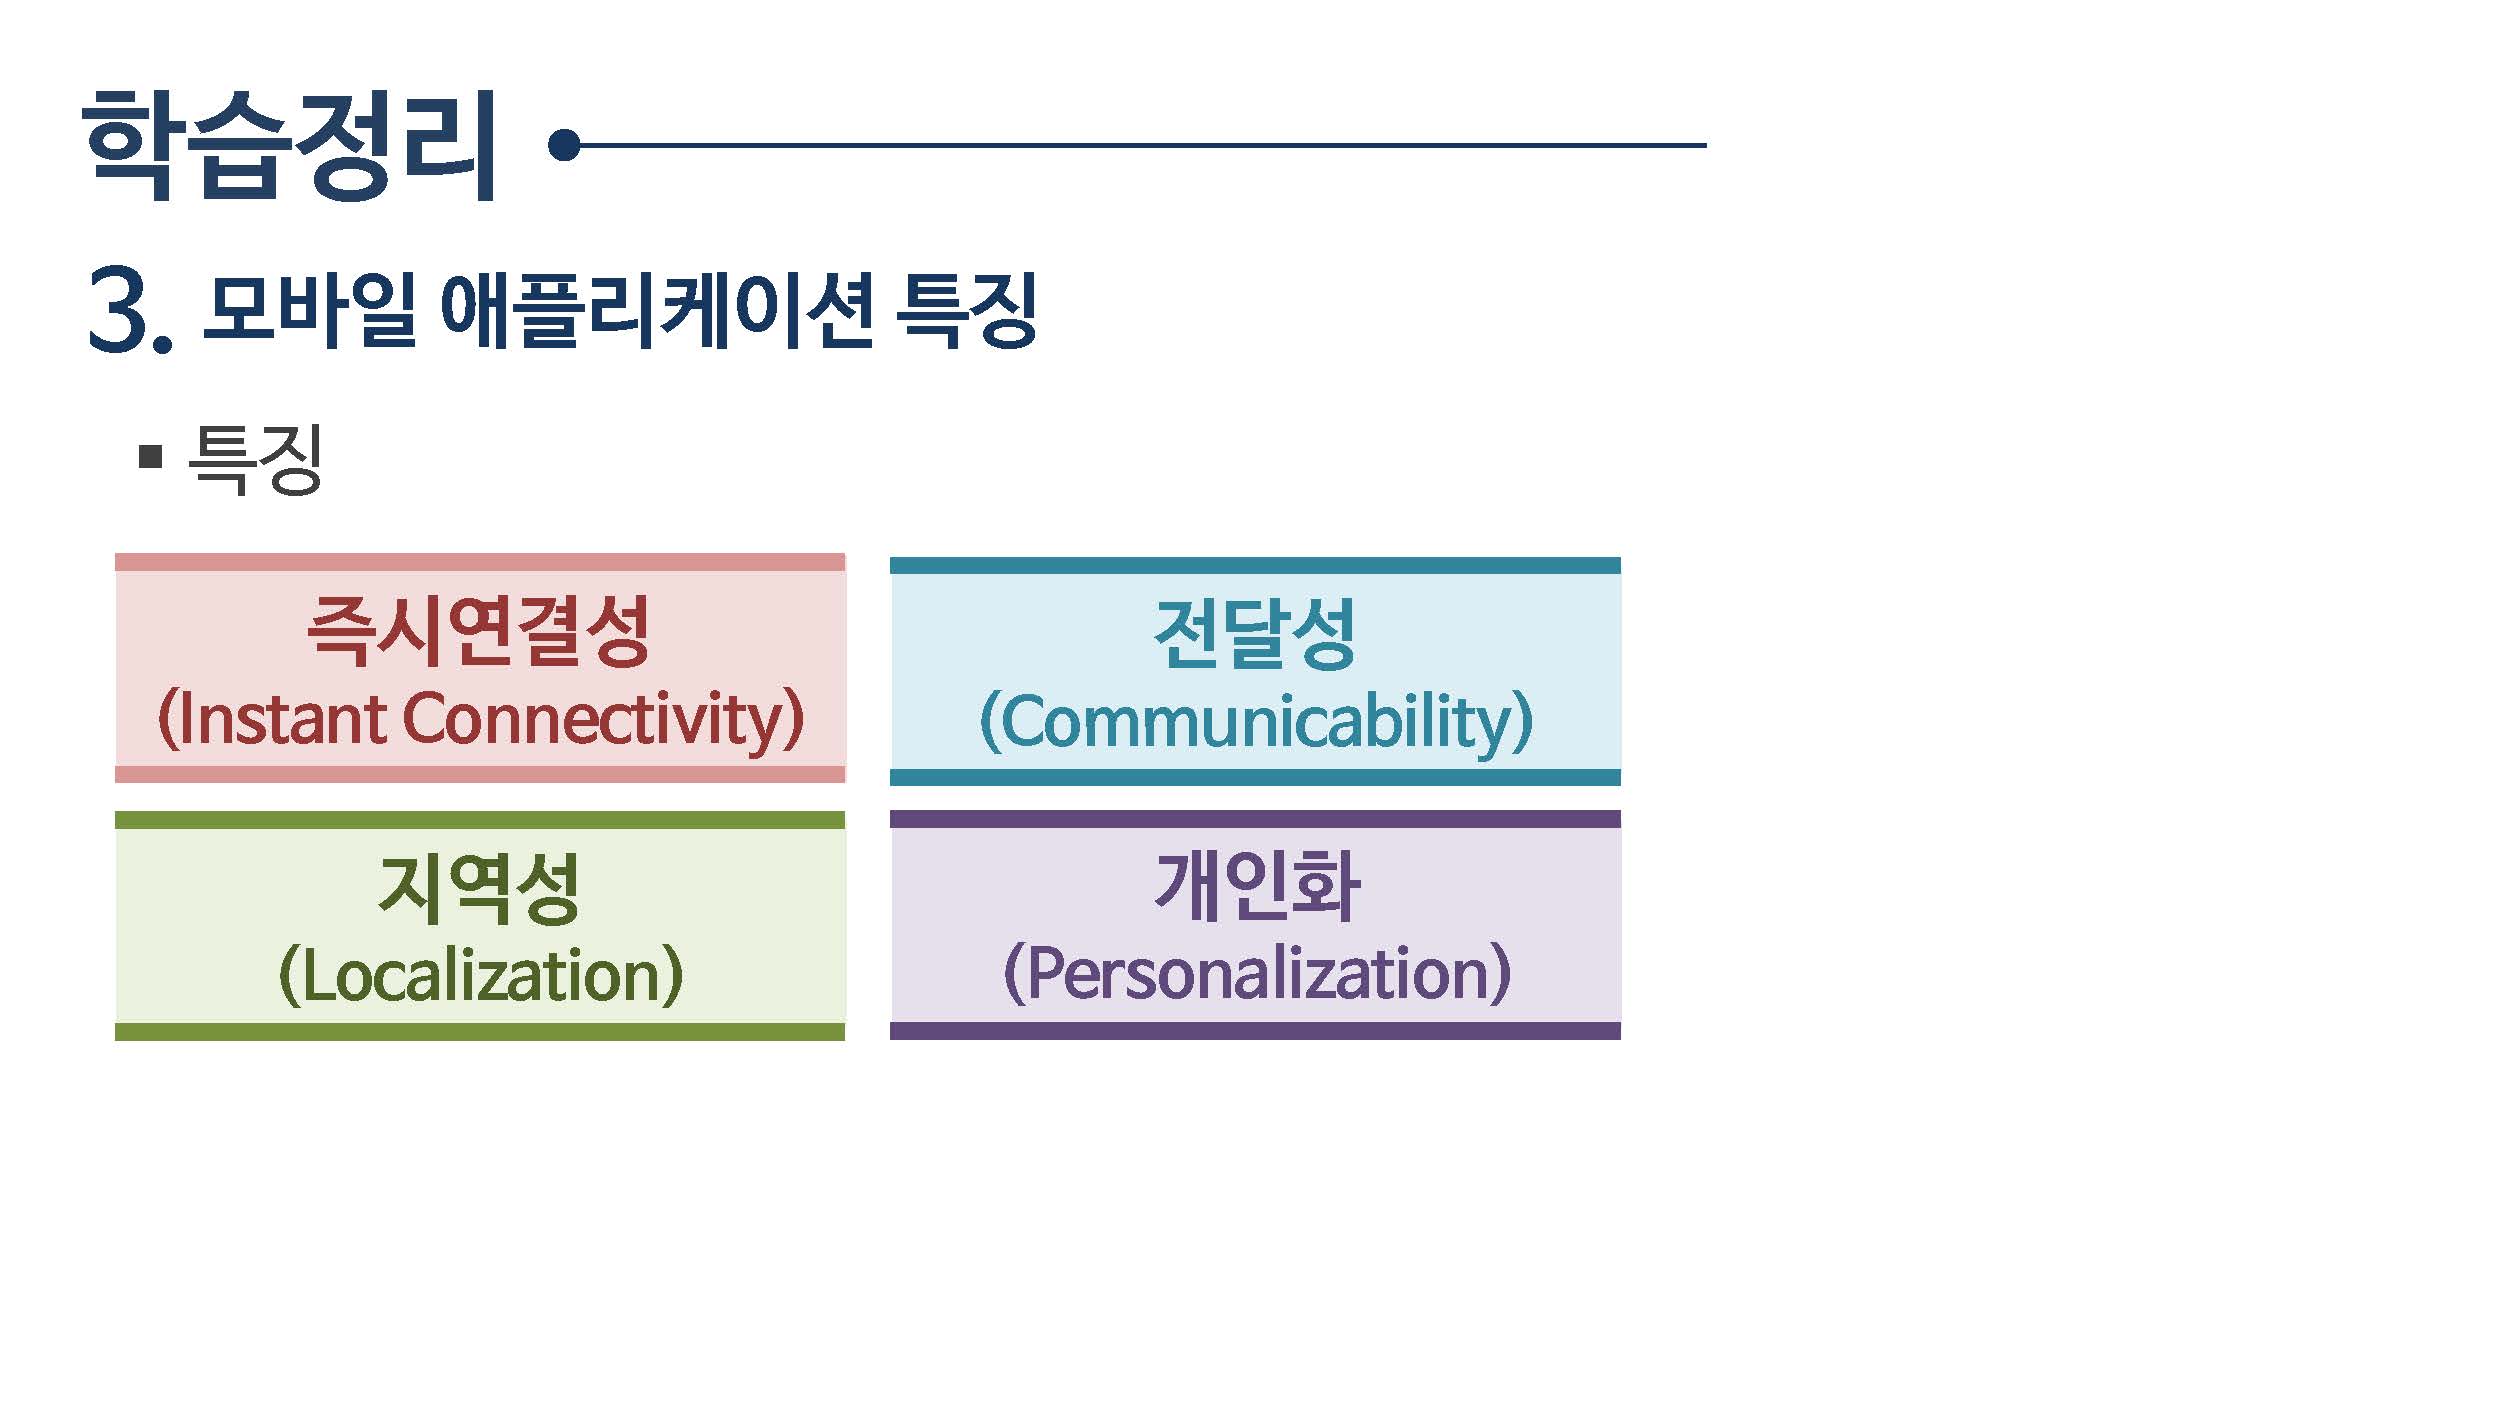 학습정리
3. 모바일 애플리케이션 특징
▪ 특징
즉시연결성
(Instant Connectivity)
전달성
(Communicability)
지역성
(Localization)
개인화
(Personalization)